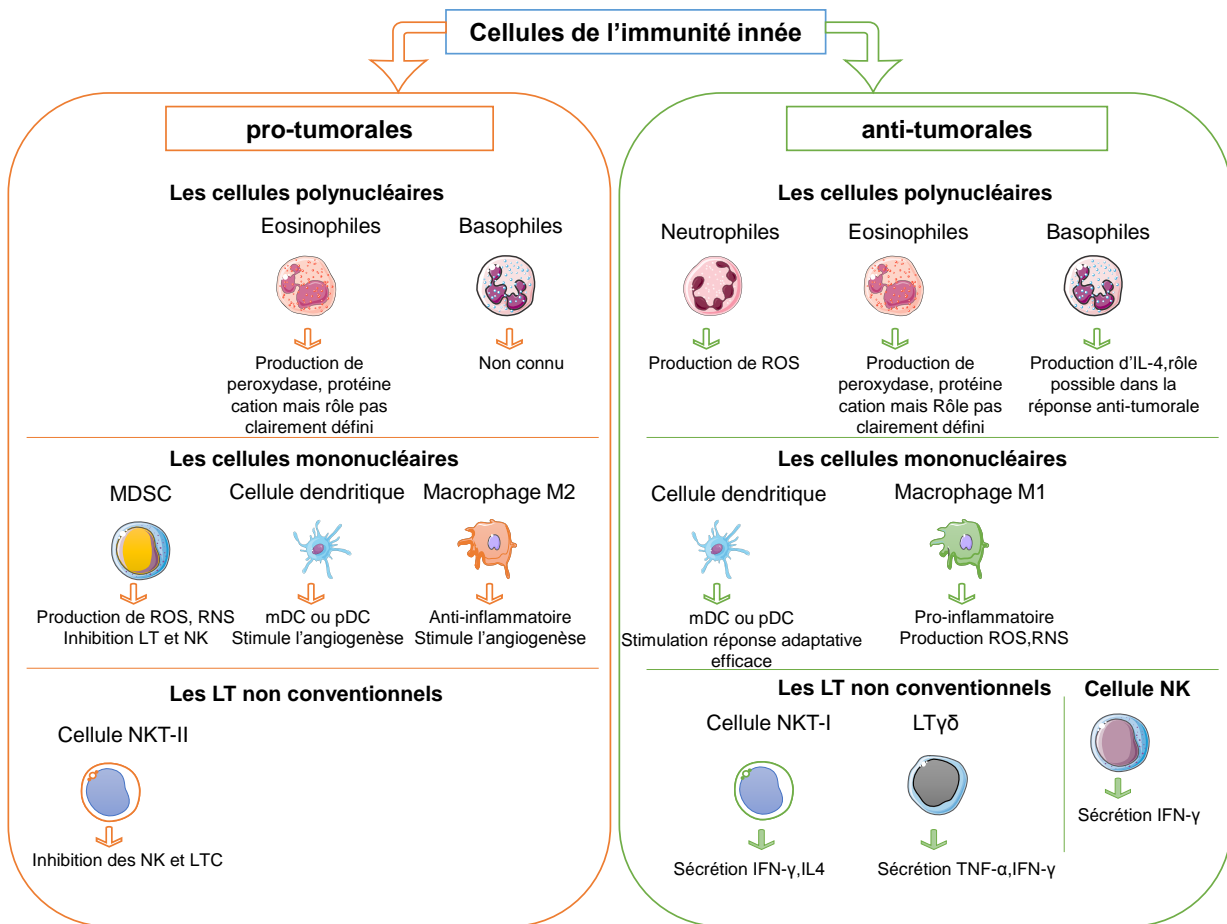 Cellules de l'immunité innée
pro-tumorales
Les cellules polynucléaires
Eosinophiles
Basophiles
Production de
peroxydase, protéine
cation mais rôle pas
clairement défini
Non connu
Les cellules mononucléaires
MDSC
Cellule dendritique
Macrophage M2
Production de ROS, RNS
Inhibition LT et NK
mDC ou pDC
Stimule l'angiogenèse
Anti-inflammatoire
Stimule l'angiogenèse
Les LT non conventionnels
Cellule NKT-II
Inhibition des NK et LTC
anti-tumorales
Les cellules polynucléaires
Neutrophiles
Eosinophiles
Basophiles
Production de ROS
Production de
peroxydase, protéine
cation mais Rôle pas
clairement défini
Production d'IL-4,rôle
possible dans la
réponse anti-tumorale
Les cellules mononucléaires
Cellule dendritique
Macrophage M1
mDC ou pDC
Stimulation réponse adaptative
efficace
Pro-inflammatoire
Production ROS,RNS
Les LT non conventionnels
Cellule NKT-I
LTγδ
Sécrétion IFN-γ,IL4
Sécrétion TNF-α,IFN-γ
Cellule NK
Sécrétion IFN-γ